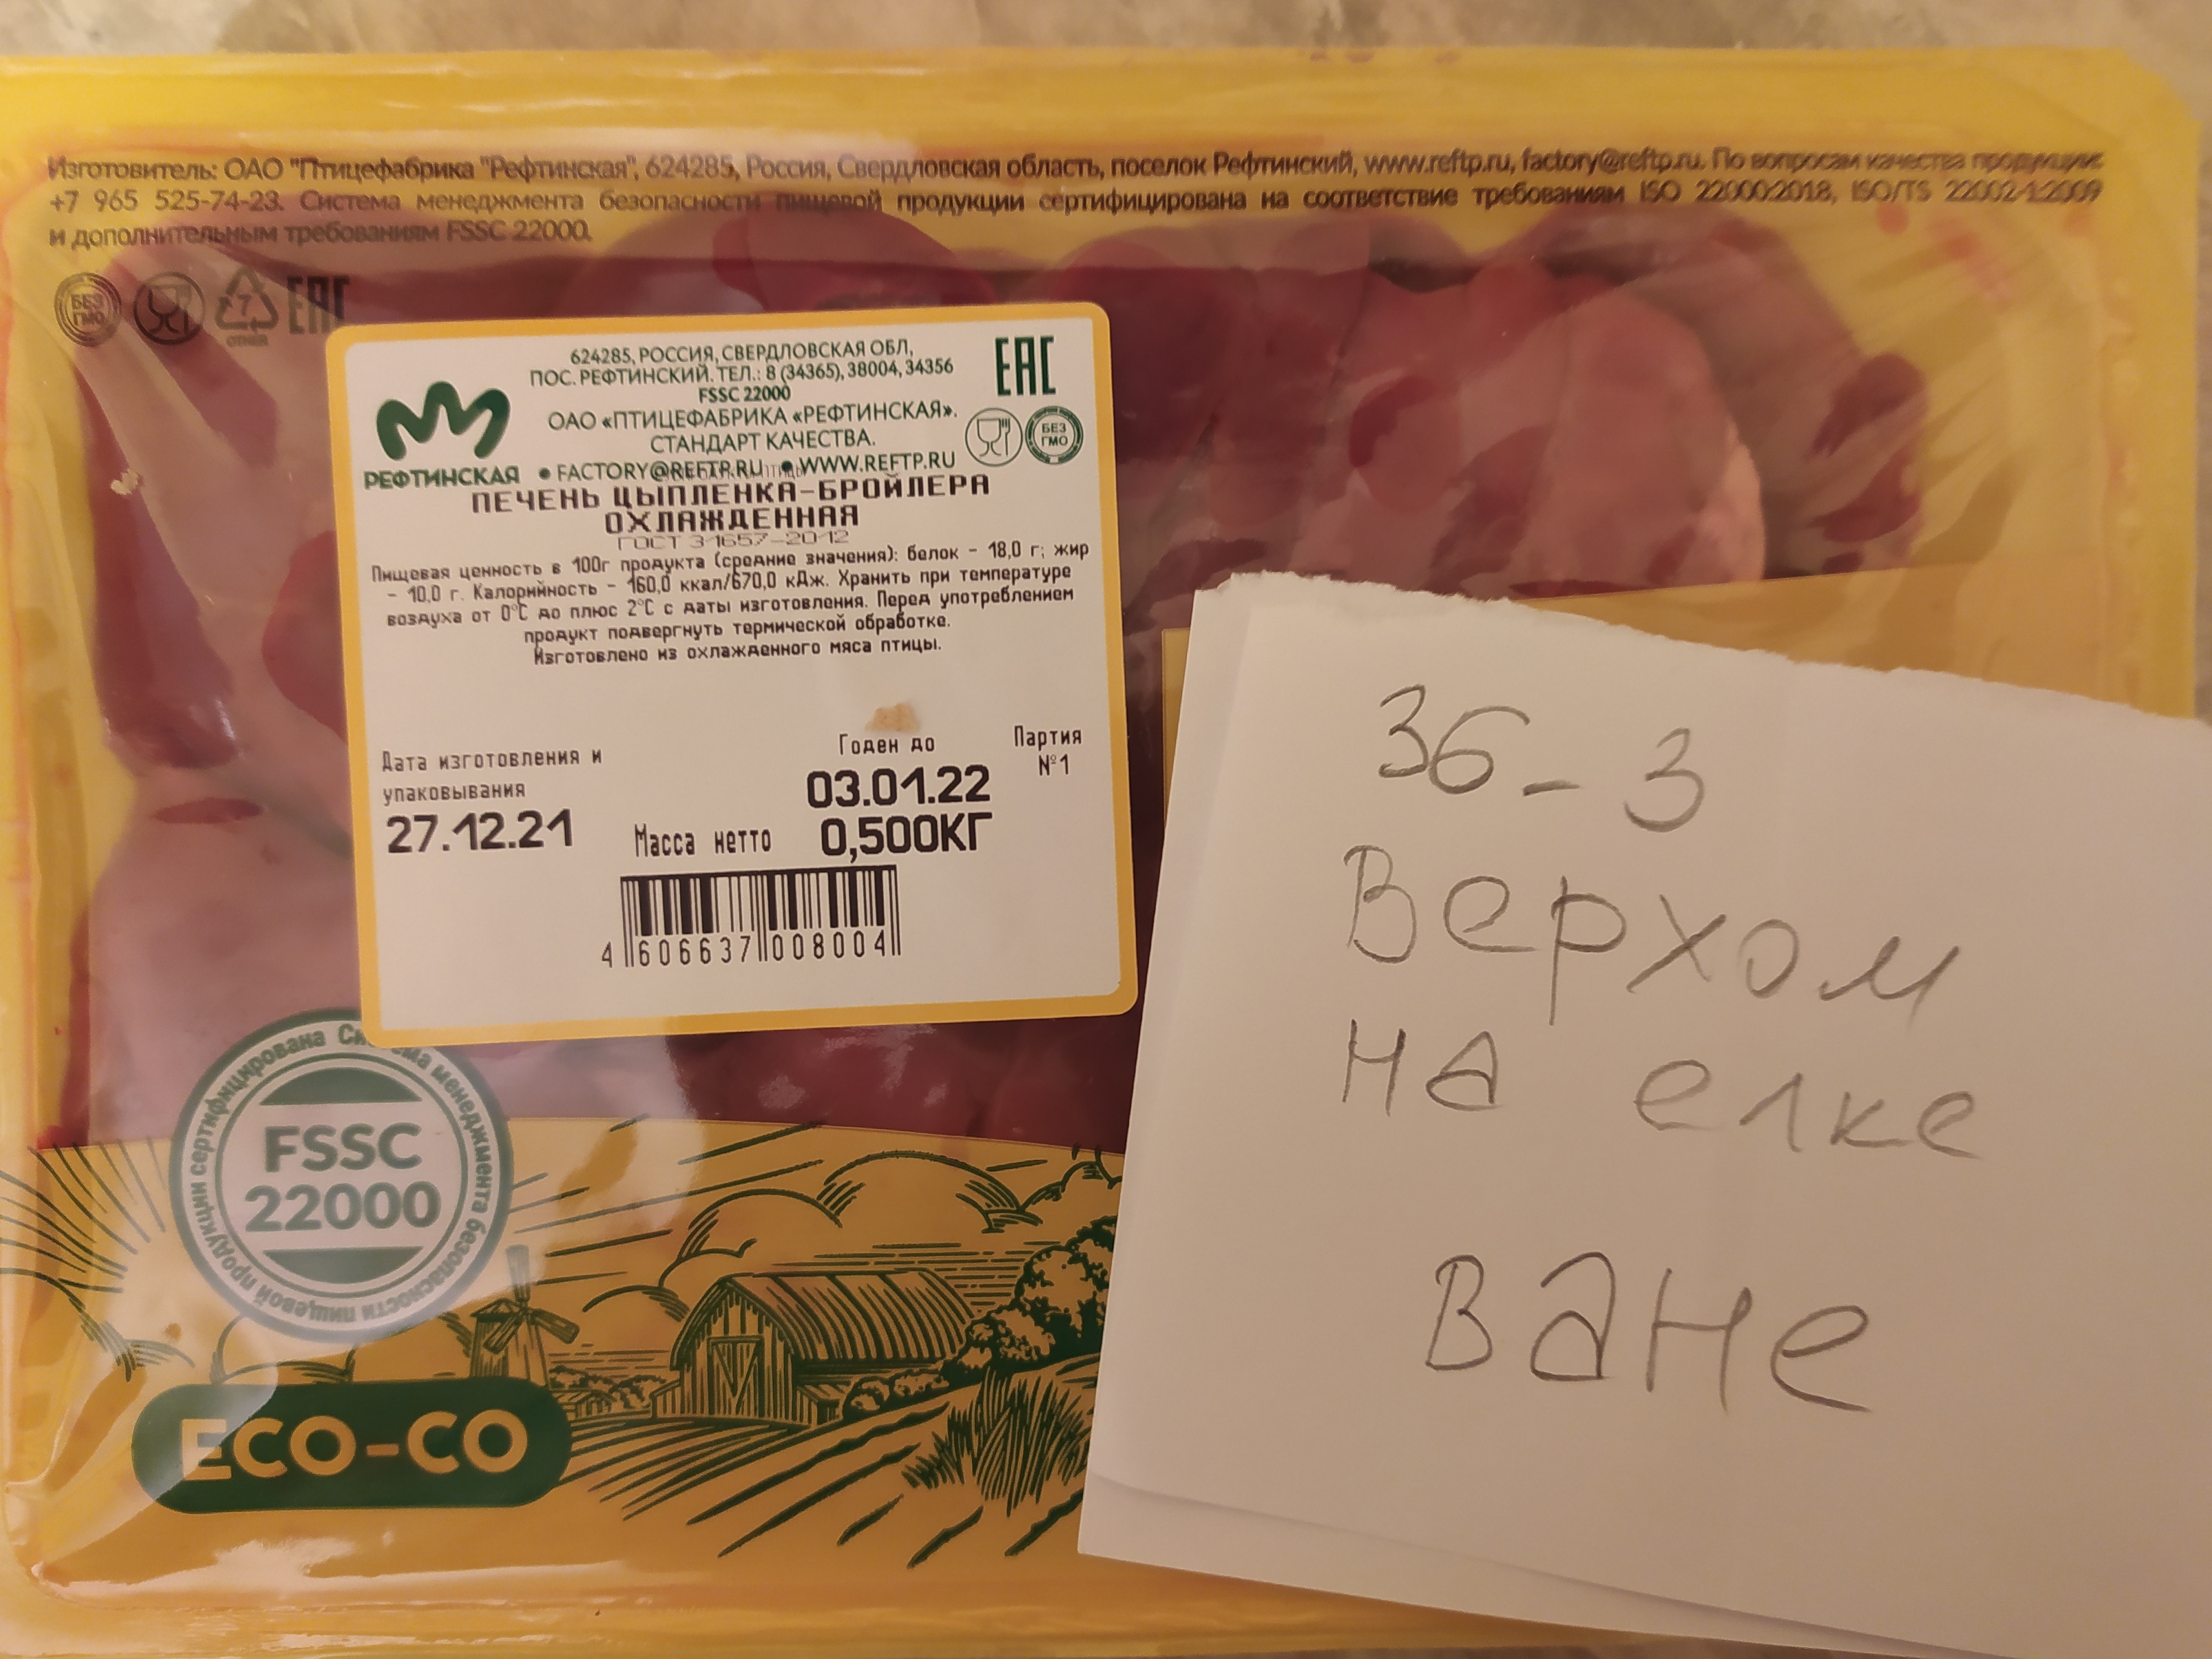 Изготовитель: ОАО "Птицефабрика "Рефтинская", 624285, Россия, Свердловская область, поселок Рефтинский, www.reftp.ru, factory@reftp.ru. По вопросам качества продукции:
+7 965 525-74-23. Система менеджмента безопасности пищевой продукции сертифицирована на соответствие требованиям ISO 22000:2018, ISO/TS 22002-1:2009
и дополнительным требованиям FSSC 22000.
БЕЗ
ГМО
7
OTHER
ЕАС
624285, РОССИЯ, СВЕРДЛОВСКАЯ ОБЛ,
ПОС. РЕФТИНСКИЙ. ТЕЛ.: 8 (34365), 38004, 34356
FSSC 22000
ОАО «ПТИЦЕФАБРИКА «РЕФТИНСКАЯ».
СТАНДАРТ КАЧЕСТВА.
ЕАС
БЕЗ
ГМО
РЕФТИНСКАЯ • FACTORY@REFTP.RU • WWW.REFTP.RU
ПЕЧЕНЬ ЦЫПЛЕНКА-БРОЙЛЕРА
ОХЛАЖДЕННАЯ
ГОСТ 31657-2012
Пищевая ценность в 100г продукта (средние значения): белок - 18,0 г; жир
- 10,0 г. Калорийность - 160,0 ккал/670,0 кДж. Хранить при температуре
воздуха от 0°С до плюс 2°С с даты изготовления. Перед употреблением
продукт подвергнуть термической обработке.
Изготовлено из охлажденного мяса птицы.
Дата изготовления и
упаковывания
27.12.21
Годен до
03.01.22
Партия
№1
Масса нетто 0,500КГ
4 606637 008004
Система менеджмента безопасности пищевой продукции сертифицирована
FSSC
22000
ECO-CO
36-3
Верхом
на елке
ване